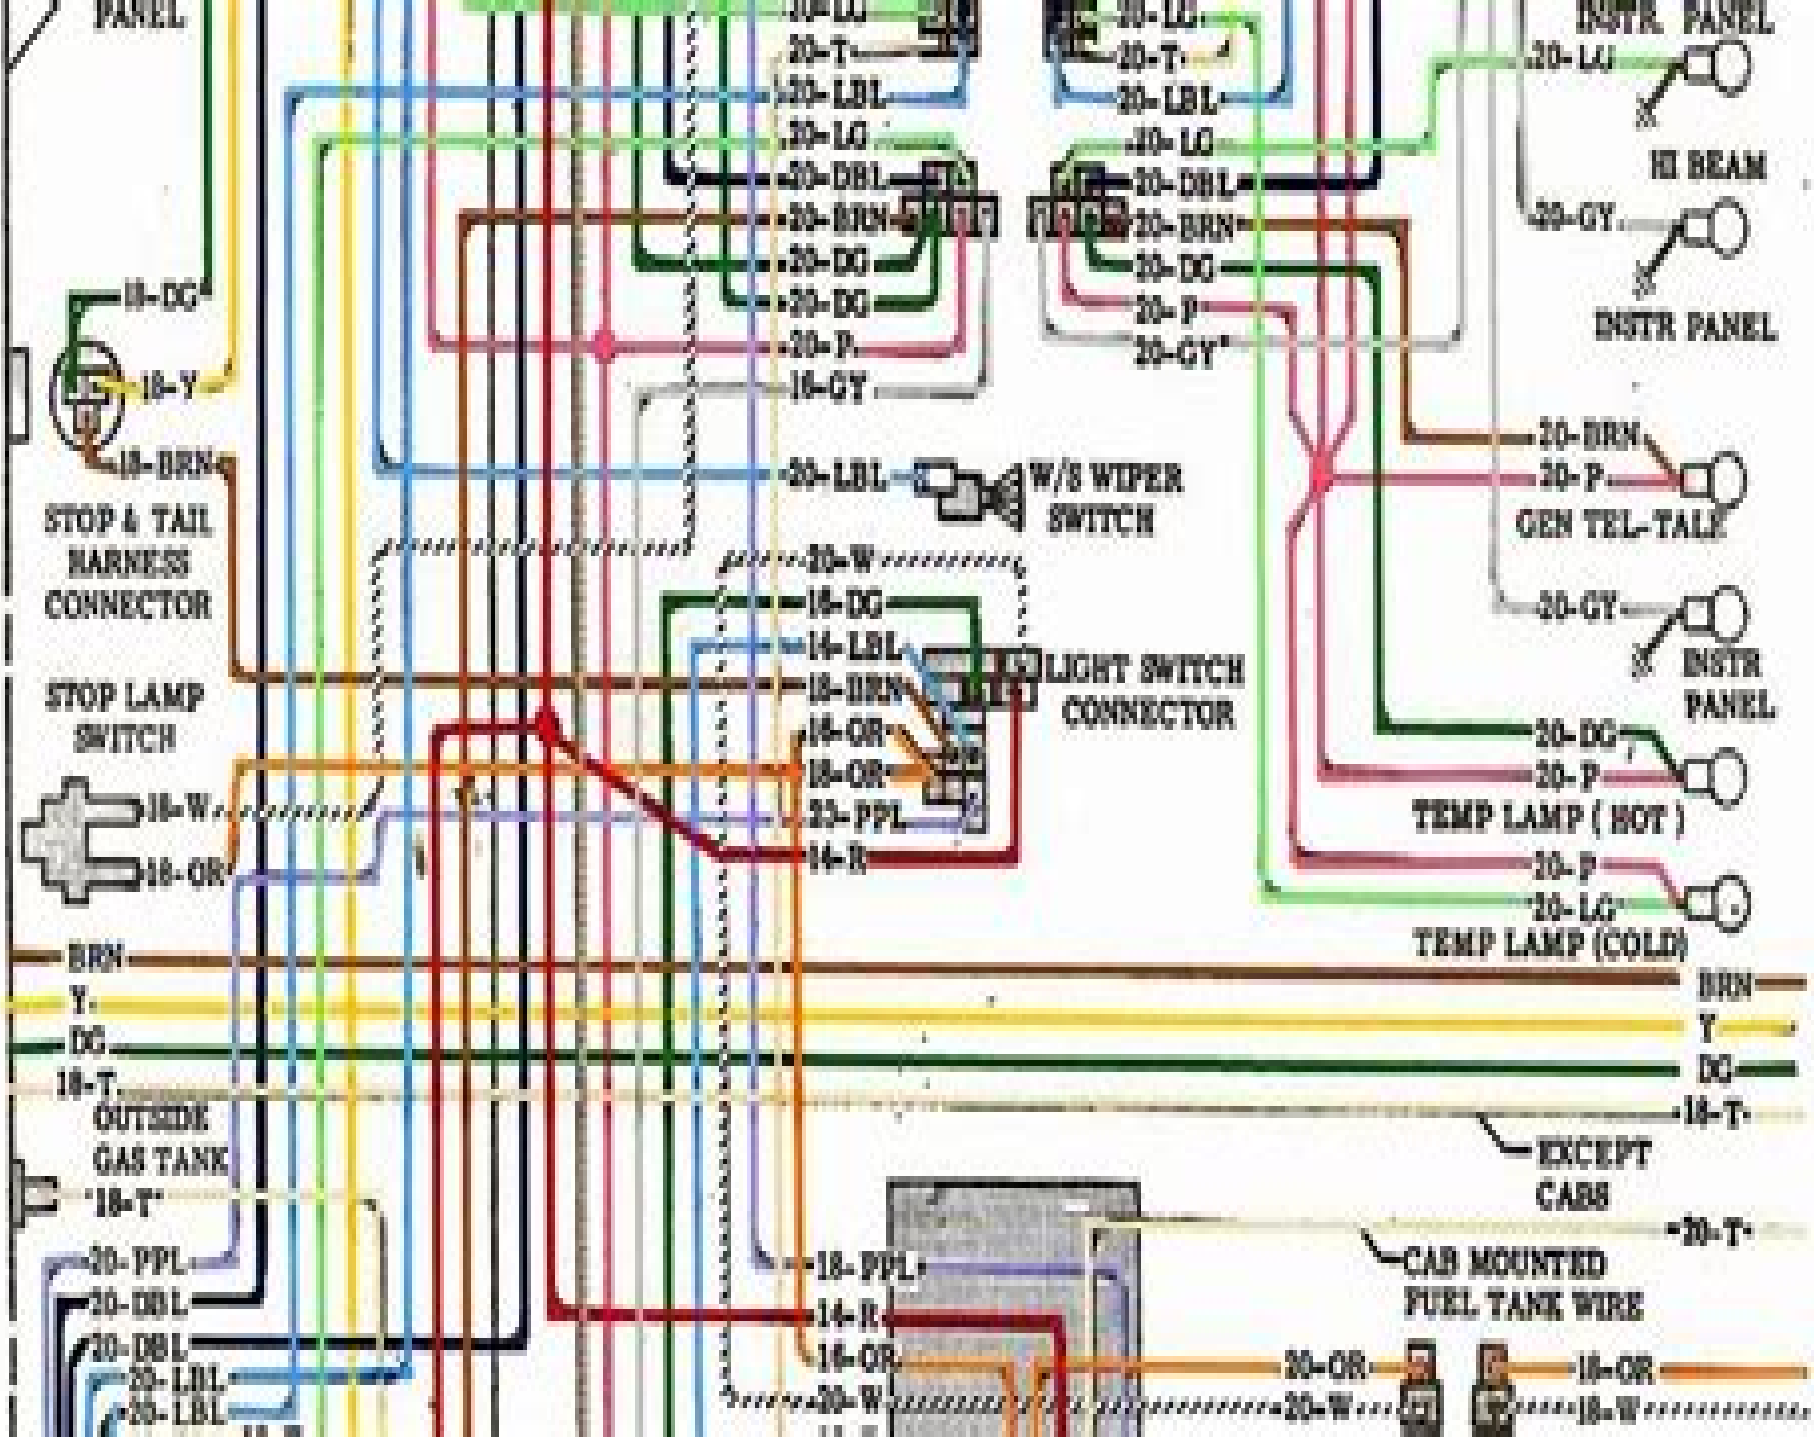 PANEL
20-LG
20-T
20-LBL
20-LG
20-DBL
20-BRN
20-DG
20-DG
20-P
16-GY
20-LG
20-T
20-LBL
20-LG
20-DBL
20-BRN
20-DG
20-P
20-GY
INSTR PANEL
20-LG
HI BEAM
20-GY
INSTR PANEL
20-BRN
20-P
GEN TEL-TALE
20-GY
INSTR
PANEL
20-DG
20-P
TEMP LAMP ( HOT )
20-P
20-LG
TEMP LAMP (COLD)
18-DG
18-Y
18-BRN
STOP & TAIL
HARNESS
CONNECTOR
20-LBL
W/S WIPER
SWITCH
20-W
16-DG
14-LBL
18-BRN
16-OR
18-OR
20-PPL
14-R
LIGHT SWITCH
CONNECTOR
STOP LAMP
SWITCH
18-W
18-OR
BRN
Y
DG
18-T
BRN
Y
DG
18-T
EXCEPT
CABS
OUTSIDE
GAS TANK
18-T
20-PPL
20-DBL
20-DBL
20-LBL
20-LBL
18-PPL
14-R
16-OR
20-W
20-T
CAB MOUNTED
FUEL TANK WIRE
20-OR
20-W
18-OR
18-W